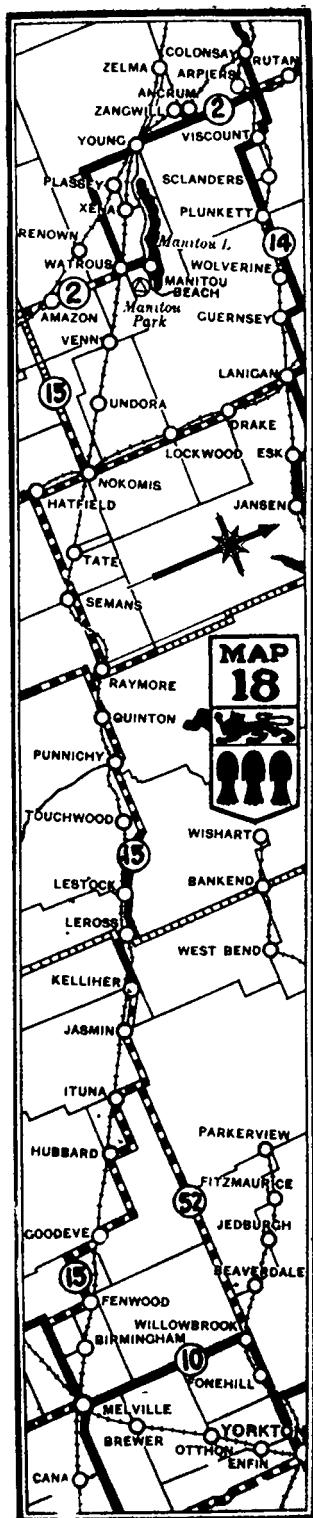 COLONSAY
RUTAN
ZELMA
ARPIERS
ANCRUM
ZANGWILL
2
YOUNG
VISCOUNT
PLASSEY
SCLANDERS
XENA
PLUNKETT
RENOWN
Manitou L
14
WATROUS
WOLVERINE
2
MANITOU
BEACH
AMAZON
Manitou
Park
GUERNSEY
VENN
LANIGAN
15
UNDORA
DRAKE
LOCKWOOD
ESK
NOKOMIS
HATFIELD
JANSEN
TATE
SEMANS
MAP
18
RAYMORE
QUINTON
PUNNICHY
TOUCHWOOD
WISHART
15
LESTOCK
BANKEND
LEROSS
WEST BEND
KELLIHER
JASMIN
ITUNA
PARKERVIEW
HUBBARD
FITZMAURICE
52
JEDBURGH
GOODEVE
BEAVERDALE
15
FENWOOD
WILLOWBROOK
BIRMINGHAM
10
TONEHILL
MELVILLE
YORKTON
BREWER
OTTHON
ENFIN
CANA